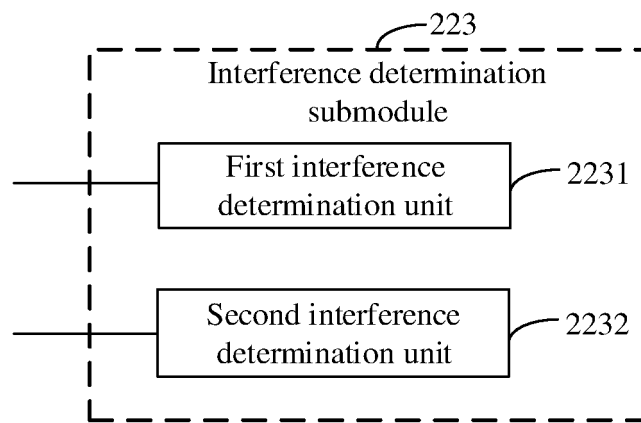 223
Interference determination
submodule
First interference
determination unit
2231
Second interference
determination unit
2232